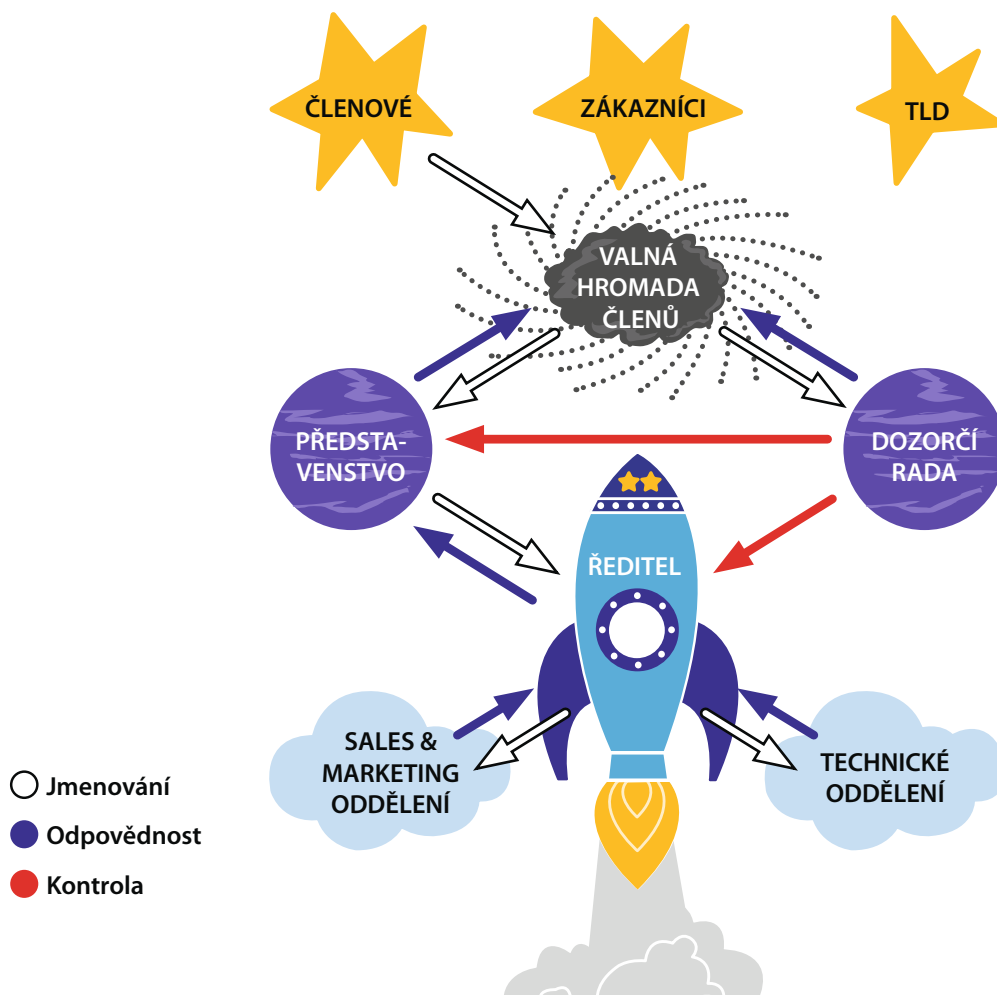 ČLENOVÉ
ZÁKAZNÍCI
TLD
VALNÁ
HROMADA
ČLENŮ
PŘEDSTA-
VENSTVO
DOZORČÍ
RADA
ŘEDITEL
SALES &
MARKETING
ODDĚLENÍ
TECHNICKÉ
ODDĚLENÍ
Jmenování
Odpovědnost
Kontrola